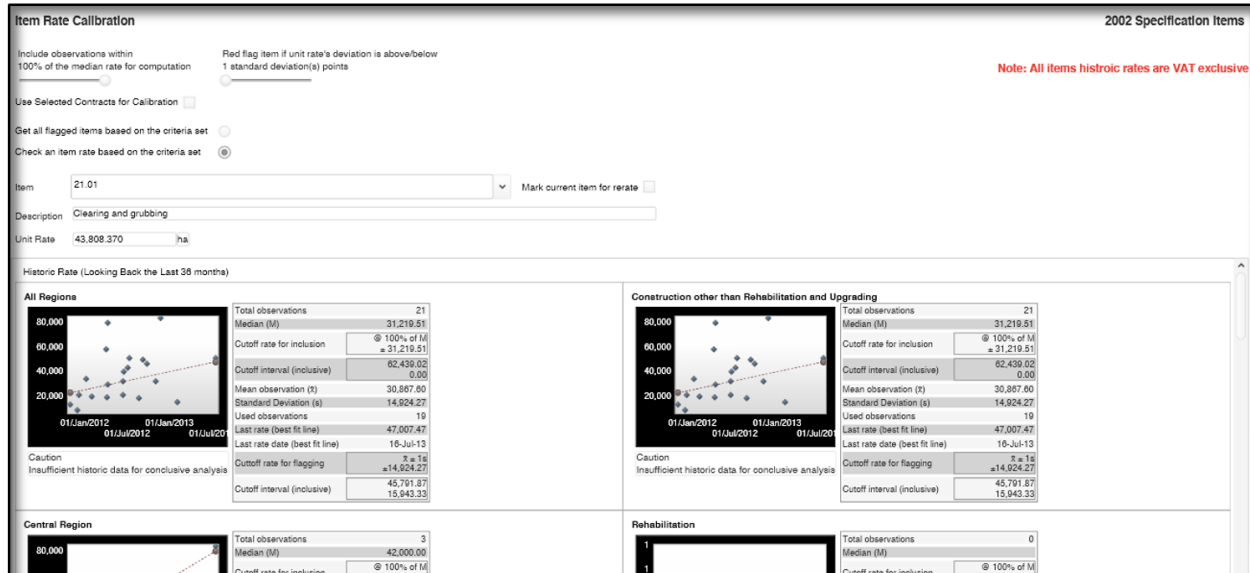 Item Rate Calibration
2002 Specification Items
Include observations within
100% of the median rate for computation
Red flag item if unit rate's deviation is above/below
1 standard deviation(s) points
Note: All items histroic rates are VAT exclusive
Use Selected Contracts for Calibration
Get all flagged items based on the criteria set
Check an item rate based on the criteria set
Item 21.01 Mark current item for rerate
Description Clearing and grubbing
Unit Rate 43,808.370 ha
Historic Rate (Looking Back the Last 36 months)
All Regions
80,000
60,000
40,000
20,000
01/Jan/2012 01/Jan/2013
01/Jul/2012 01/Jul/201
Caution
Insufficient historic data for conclusive analysis
Total observations 21
Median (M) 31,219.51
Cutoff rate for inclusion @ 100% of M
± 31,219.51
Cutoff interval (inclusive) 62,439.02
0.00
Mean observation (x̄) 30,867.60
Standard Deviation (s) 14,924.27
Used observations 19
Last rate (best fit line) 47,007.47
Last rate date (best fit line) 16-Jul-13
Cuttoff rate for flagging x̄ ± 1s
±14,924.27
Cutoff interval (inclusive) 45,791.87
15,943.33
Construction other than Rehabilitation and Upgrading
80,000
60,000
40,000
20,000
01/Jan/2012 01/Jan/2013
01/Jul/2012 01/Jul/20
Caution
Insufficient historic data for conclusive analysis
Total observations 21
Median (M) 31,219.51
Cutoff rate for inclusion @ 100% of M
± 31,219.51
Cutoff interval (inclusive) 62,439.02
0.00
Mean observation (x̄) 30,867.60
Standard Deviation (s) 14,924.27
Used observations 19
Last rate (best fit line) 47,007.47
Last rate date (best fit line) 16-Jul-13
Cuttoff rate for flagging x̄ ± 1s
±14,924.27
Cutoff interval (inclusive) 45,791.87
15,943.33
Central Region
80,000
Total observations 3
Median (M) 42,000.00
Cutoff rate for inclusion @ 100% of M
Rehabilitation
1
1
Total observations 0
Median (M)
Cutoff rate for inclusion @ 100% of M